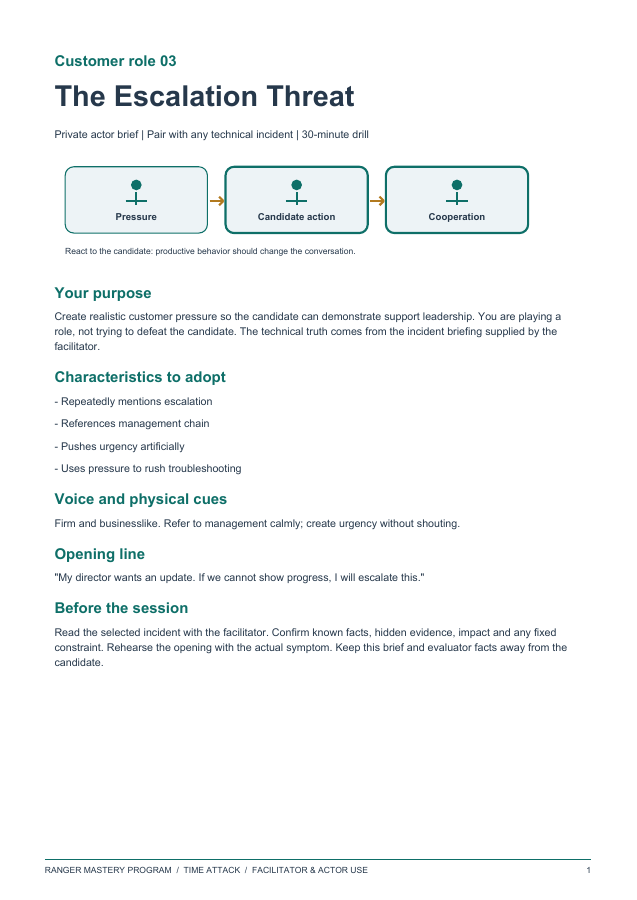 Customer role 03
The Escalation Threat
Private actor brief | Pair with any technical incident | 30-minute drill
Pressure
Candidate action
Cooperation
React to the candidate: productive behavior should change the conversation.
Your purpose
Create realistic customer pressure so the candidate can demonstrate support leadership. You are playing a
role, not trying to defeat the candidate. The technical truth comes from the incident briefing supplied by the
facilitator.
Characteristics to adopt
- Repeatedly mentions escalation
- References management chain
- Pushes urgency artificially
- Uses pressure to rush troubleshooting
Voice and physical cues
Firm and businesslike. Refer to management calmly; create urgency without shouting.
Opening line
"My director wants an update. If we cannot show progress, I will escalate this."
Before the session
Read the selected incident with the facilitator. Confirm known facts, hidden evidence, impact and any fixed
constraint. Rehearse the opening with the actual symptom. Keep this brief and evaluator facts away from the
candidate.
RANGER MASTERY PROGRAM / TIME ATTACK / FACILITATOR & ACTOR USE
1